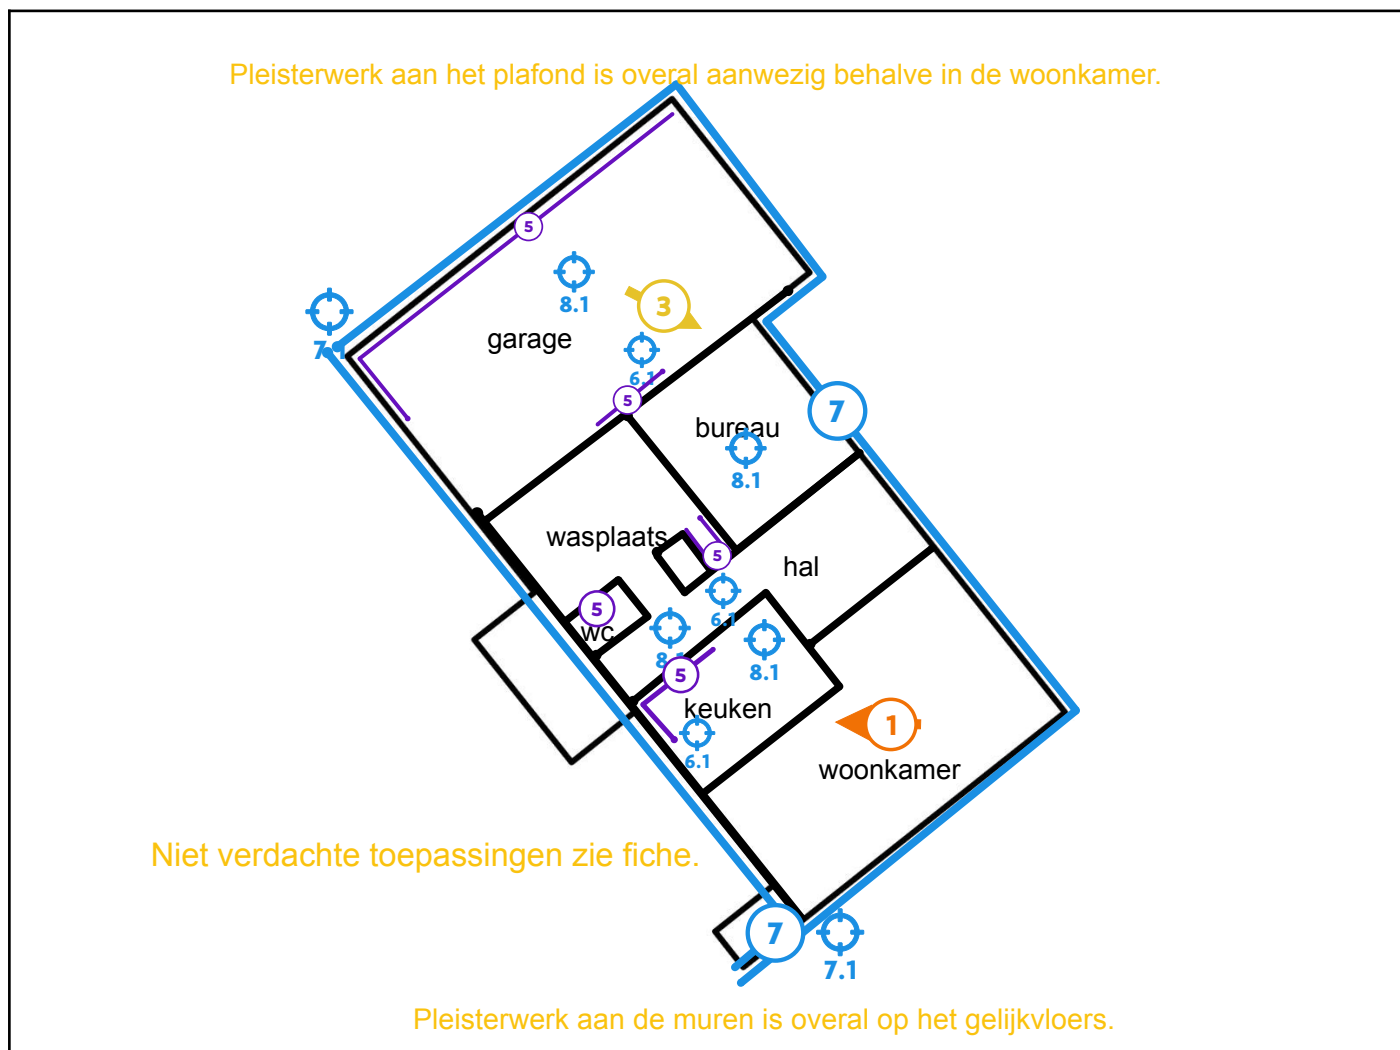 Pleisterwerk aan het plafond is overal aanwezig behalve in de woonkamer.
5
8.1
3
7.1
garage
6.1
5
7
bureau
8.1
wasplaats
5
hal
6.1
5
wc
8.1
8.1
5
keuken
6.1
1
woonkamer
Niet verdachte toepassingen zie fiche.
7
7.1
Pleisterwerk aan de muren is overal op het gelijkvloers.